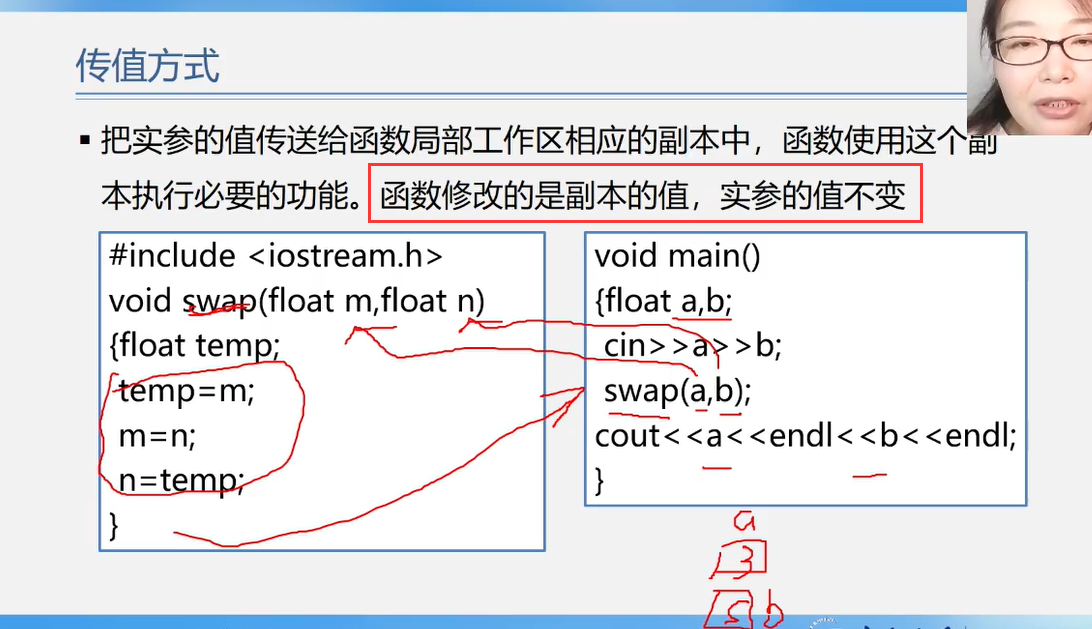 传值方式
▪ 把实参的值传送给函数局部工作区相应的副本中，函数使用这个副
本执行必要的功能。函数修改的是副本的值，实参的值不变
#include <iostream.h>
void swap(float m,float n)
{float temp;
temp=m;
m=n;
n=temp;
}
void main()
{float a,b;
cin>>a>>b;
swap(a,b);
cout<<a<<endl<<b<<endl;
}
a
3
5 b